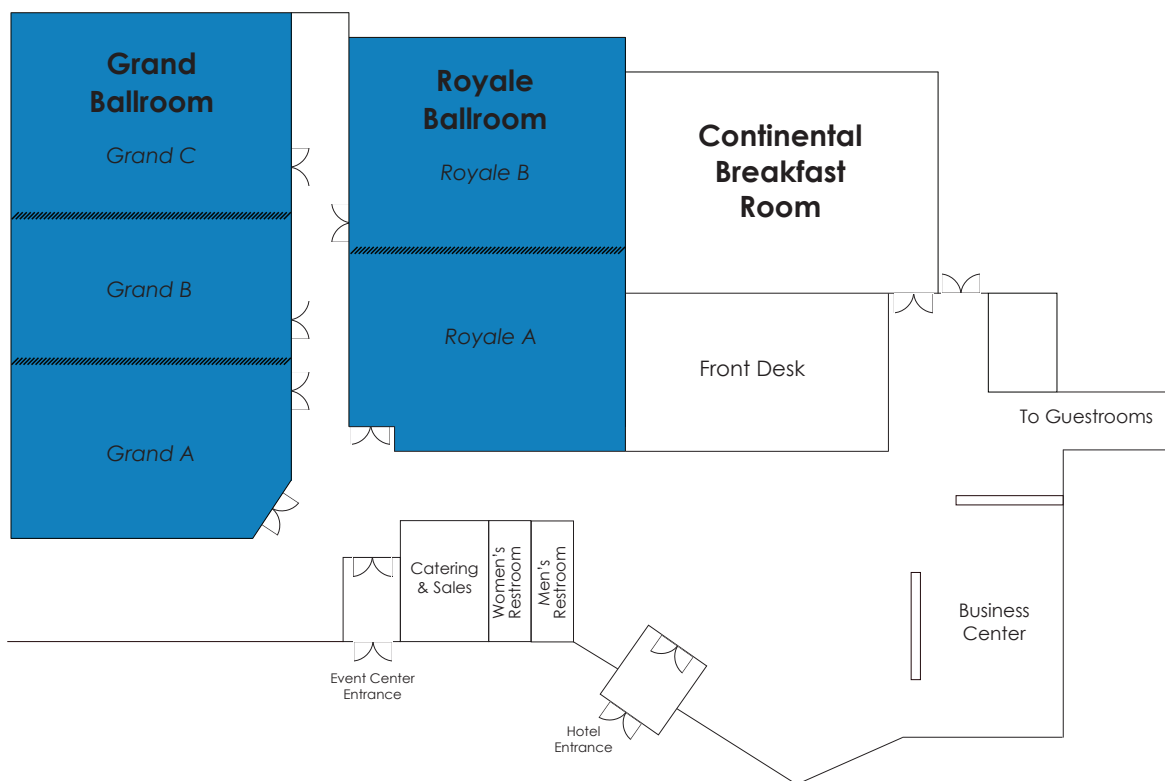 Grand
Ballroom
Grand C
Grand B
Grand A
Royale
Ballroom
Royale B
Royale A
Continental
Breakfast
Room
Front Desk
To Guestrooms
Catering
& Sales
Women's
Restroom
Men's
Restroom
Business
Center
Event Center
Entrance
Hotel
Entrance